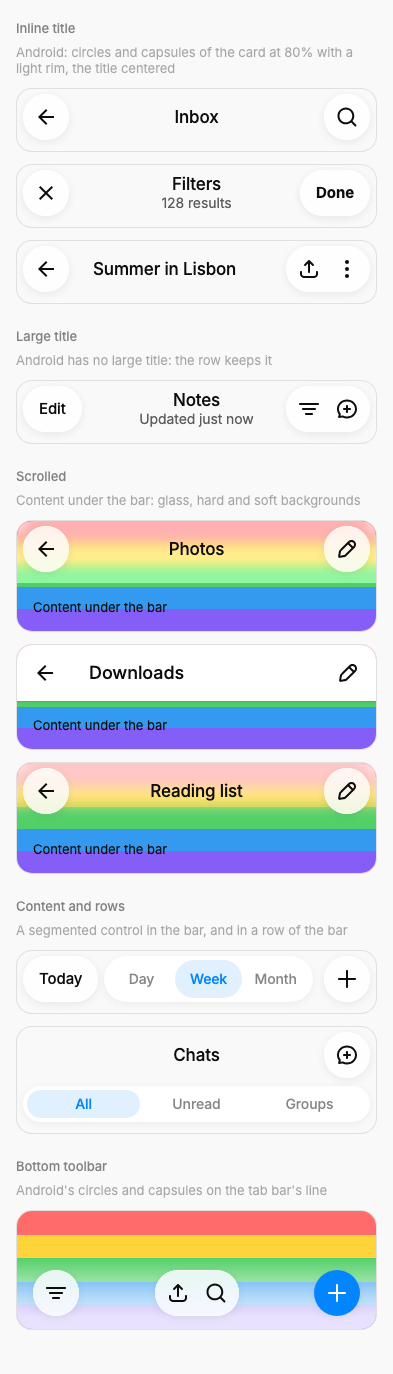 Inline title
Android: circles and capsules of the card at 80% with a
light rim, the title centered
Inbox
Filters
128 results
Done
Summer in Lisbon
Large title
Android has no large title: the row keeps it
Edit
Notes
Updated just now
Scrolled
Content under the bar: glass, hard and soft backgrounds
Photos
Content under the bar
Downloads
Content under the bar
Reading list
Content under the bar
Content and rows
A segmented control in the bar, and in a row of the bar
Today
Day
Week
Month
Chats
All
Unread
Groups
Bottom toolbar
Android's circles and capsules on the tab bar's line